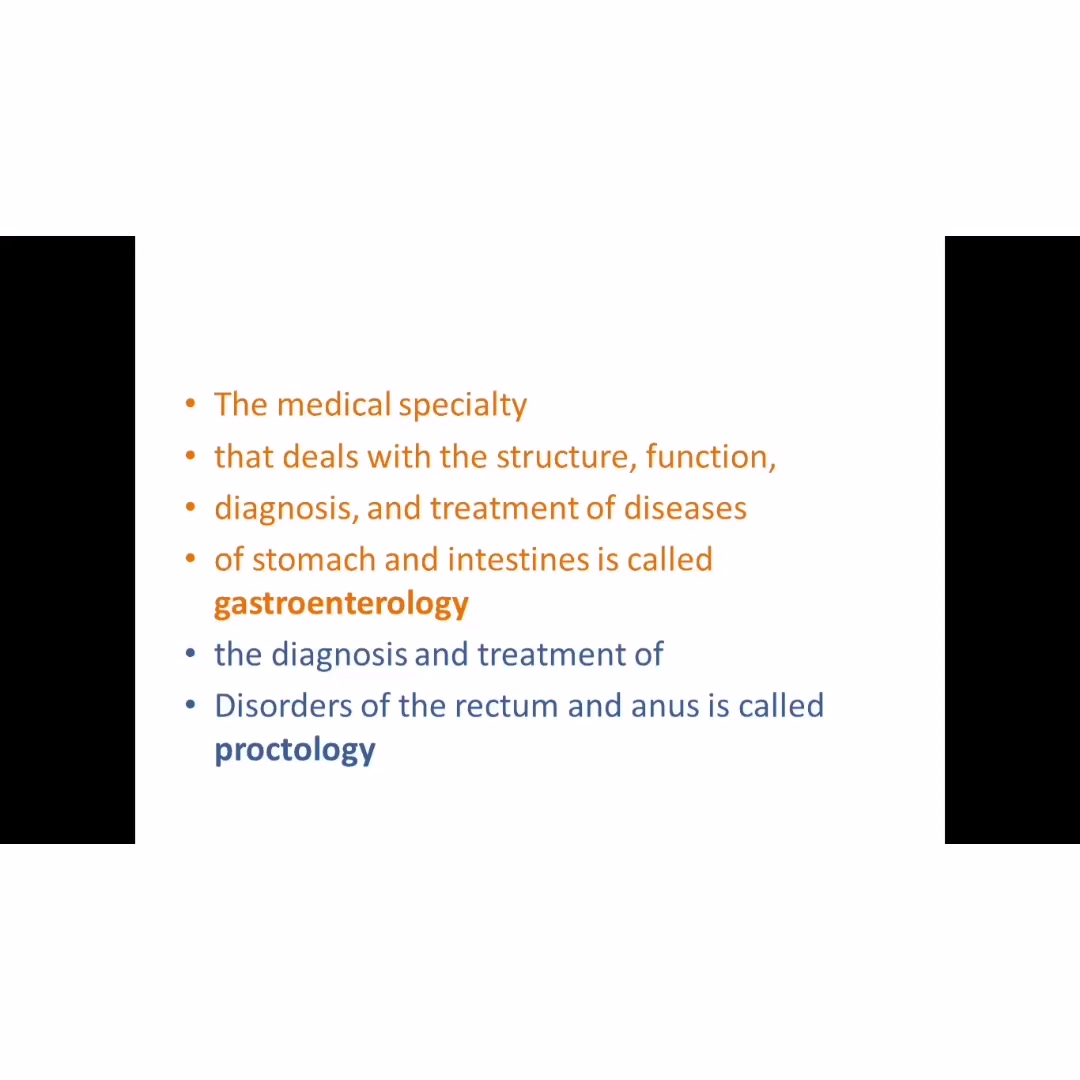 • The medical specialty
• that deals with the structure, function,
• diagnosis, and treatment of diseases
• of stomach and intestines is called
gastroenterology
• the diagnosis and treatment of
• Disorders of the rectum and anus is called
proctology